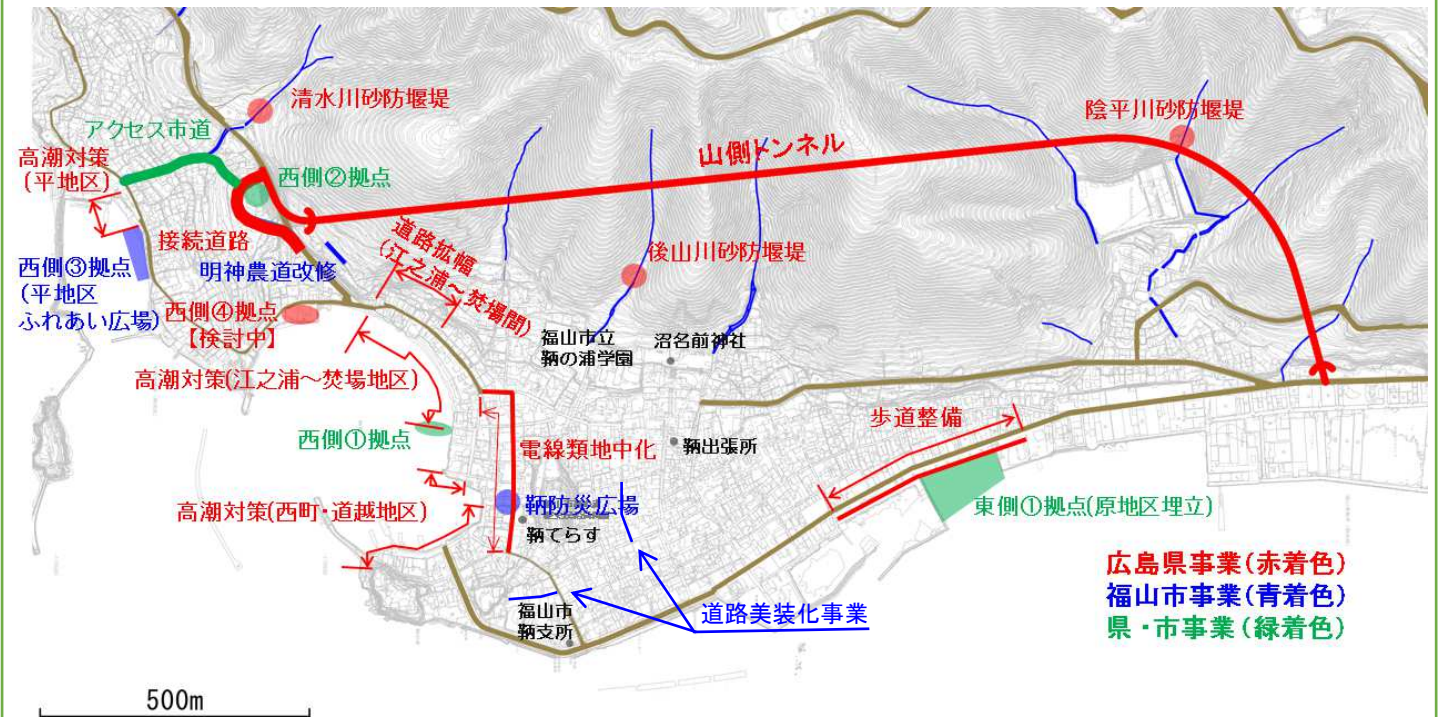 清水川砂防堰堤
陰平川砂防堰堤
アクセス市道
高潮対策
(平地区)
山側トンネル
西側②拠点
接続道路
道路拡幅
(江之浦～焚場間)
後山川砂防堰堤
西側③拠点
(平地区
ふれあい広場)
明神農道改修
西側④拠点
【検討中】
福山市立
鞆の浦学園
沼名前神社
高潮対策(江之浦～焚場地区)
歩道整備
西側①拠点
電線類地中化
鞆出張所
高潮対策(西町・道越地区)
鞆防災広場
鞆てらす
東側①拠点(原地区埋立)
広島県事業(赤着色)
福山市事業(青着色)
県・市事業(緑着色)
道路美装化事業
福山市
鞆支所
500m